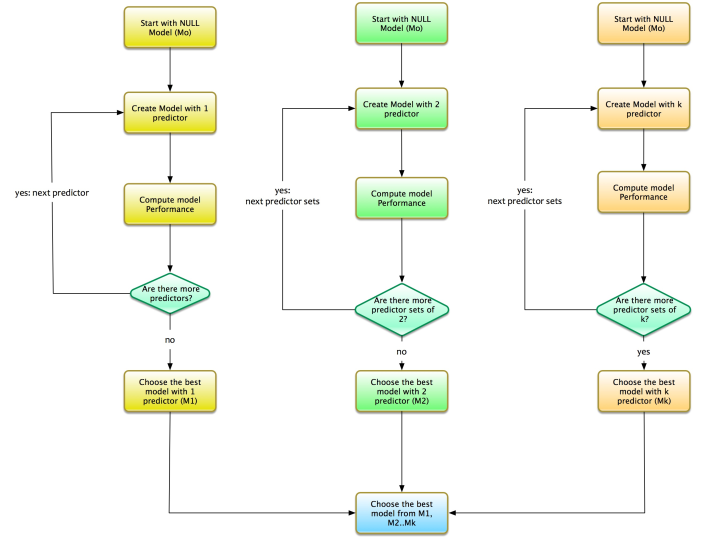 Start with NULL
Model (Mo)
Create Model with 1
predictor
yes: next predictor
Compute model
Performance
Are there more
predictors?
no
Choose the best
model with 1
predictor (M1)
Start with NULL
Model (Mo)
Create Model with 2
predictor
yes:
next predictor sets
Compute model
Performance
Are there more
predictor sets of
2?
no
Choose the best
model with 2
predictor (M2)
Start with NULL
Model (Mo)
Create Model with k
predictor
yes:
next predictor sets
Compute model
Performance
Are there more
predictor sets of
k?
yes
Choose the best
model with k
predictor (Mk)
Choose the best
model from M1,
M2..Mk